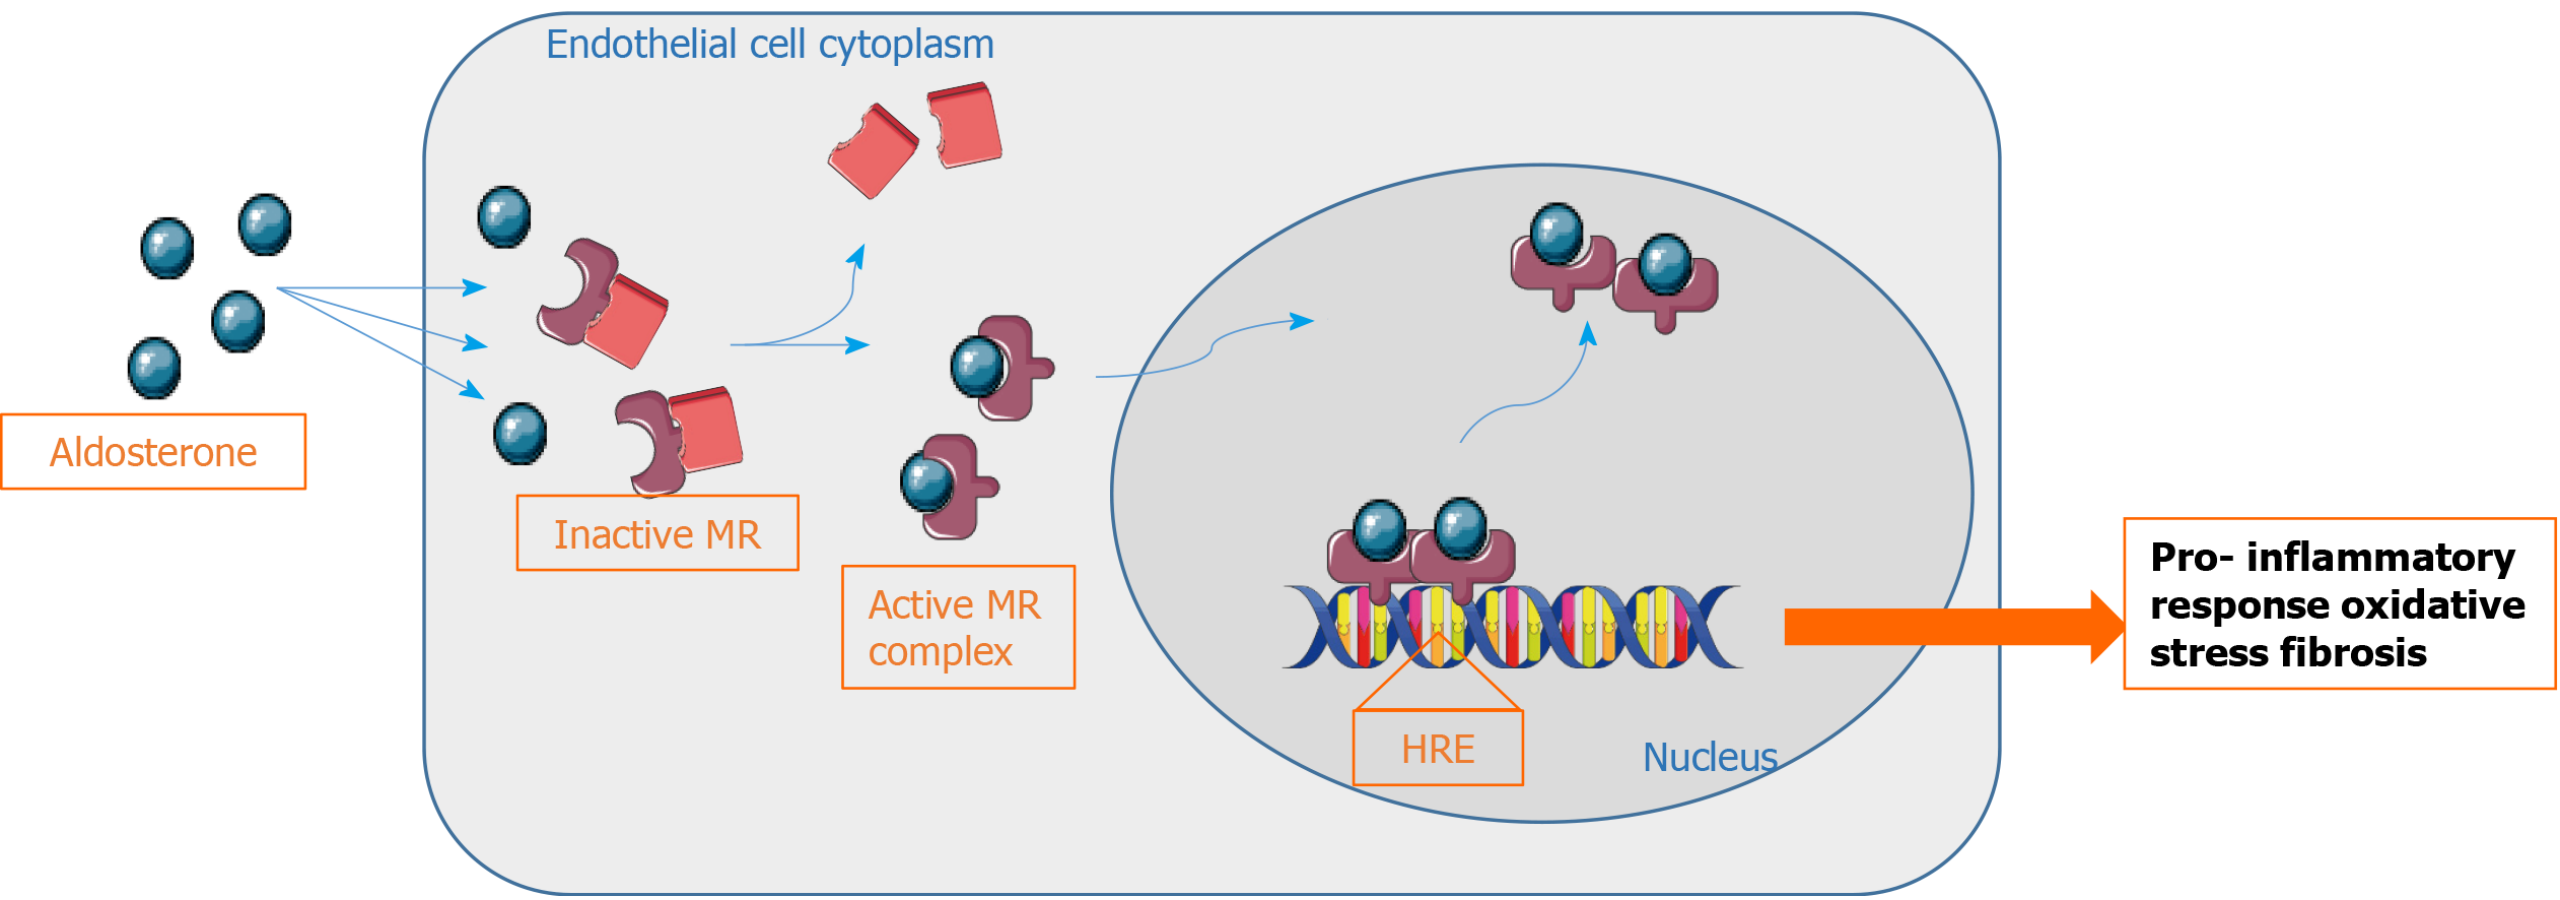 Endothelial cell cytoplasm
Aldosterone
Inactive MR
Active MR
complex
HRE
Nucleus
Pro- inflammatory
response oxidative
stress fibrosis